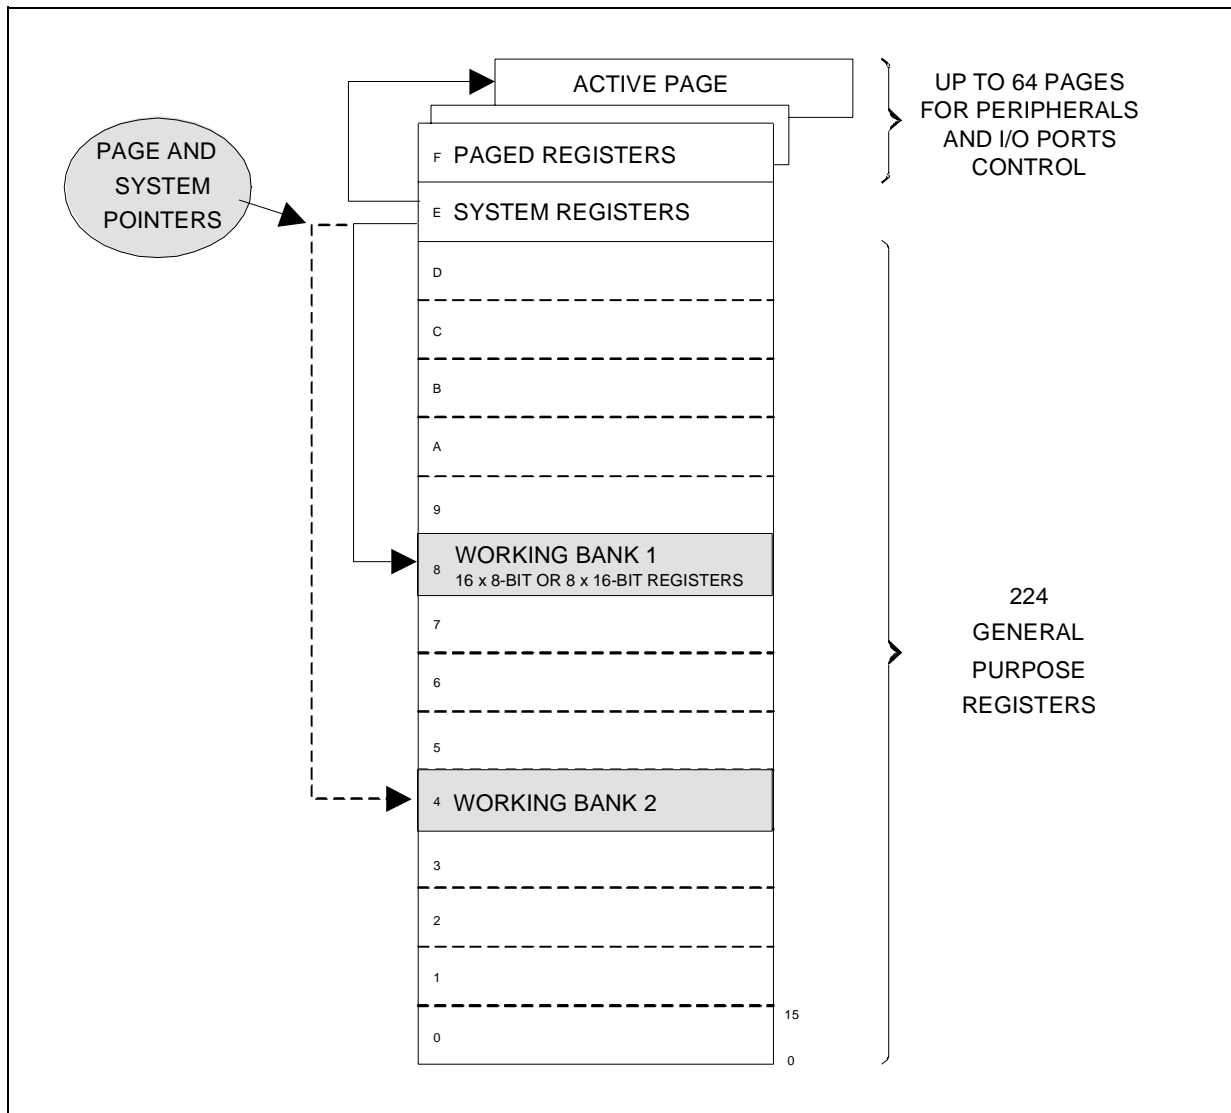 ACTIVE PAGE
UP TO 64 PAGES
FOR PERIPHERALS
AND I/O PORTS
CONTROL
PAGE AND
SYSTEM
POINTERS
F PAGED REGISTERS
E SYSTEM REGISTERS
D
C
B
A
9
8 WORKING BANK 1
16 x 8-BIT OR 8 x 16-BIT REGISTERS
7
6
5
4 WORKING BANK 2
3
2
1
0
15
0
224
GENERAL
PURPOSE
REGISTERS